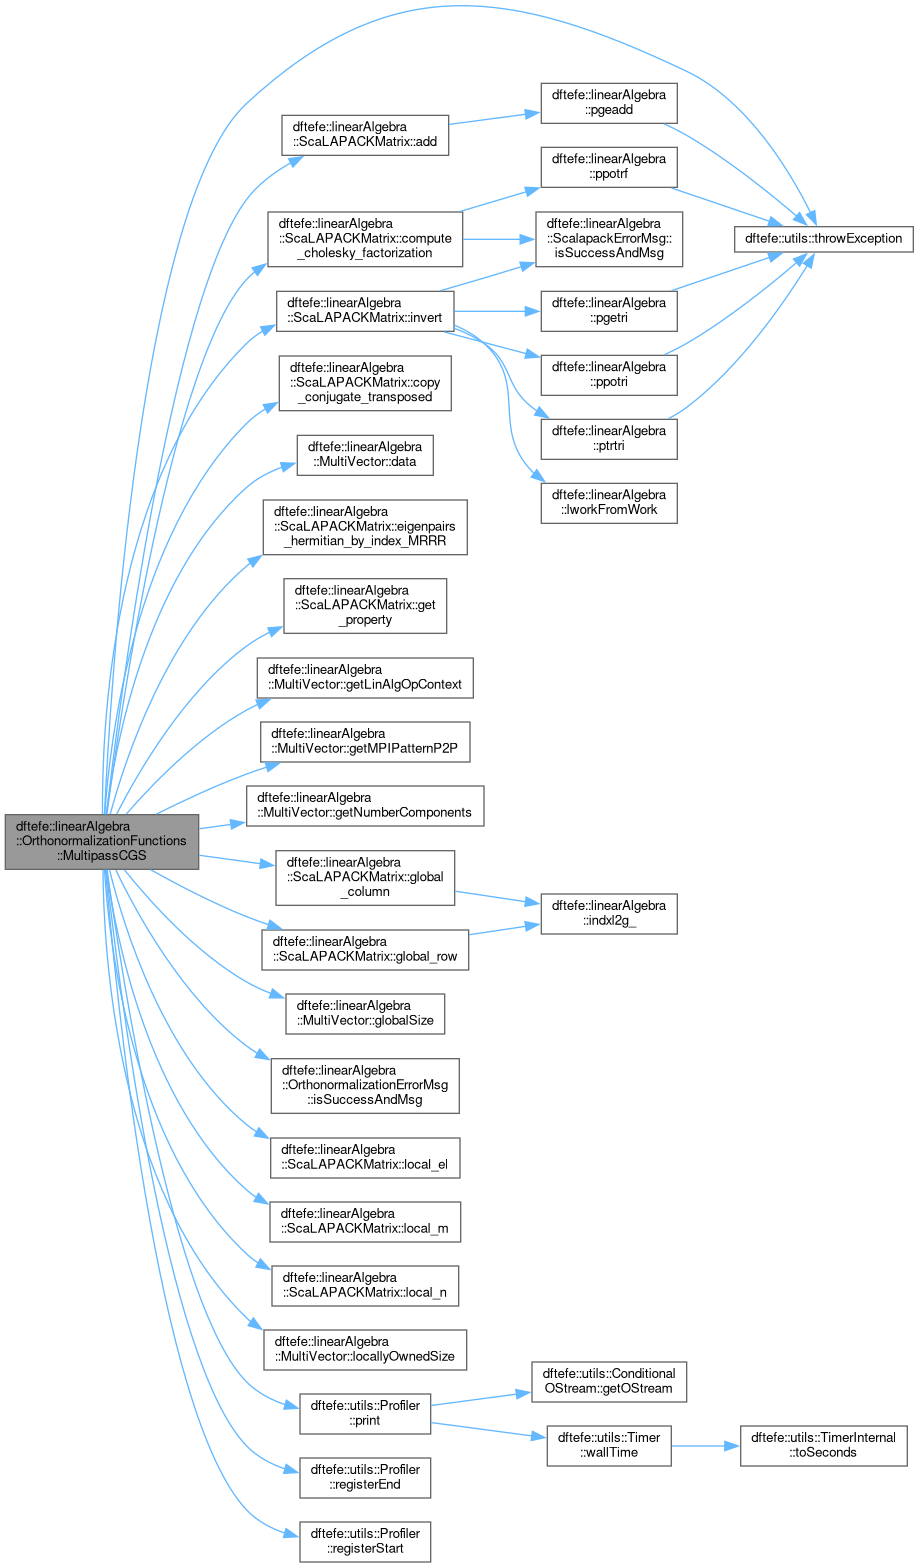 dftefe::linearAlgebra
::OrthonormalizationFunctions
::MultipassCGS
dftefe::linearAlgebra
::ScaLAPACKMatrix::add
dftefe::linearAlgebra
::pgeadd
dftefe::utils::throwException
dftefe::linearAlgebra
::ScaLAPACKMatrix::compute
_cholesky_factorization
dftefe::linearAlgebra
::ppotrf
dftefe::linearAlgebra
::ScalapackErrorMsg::
isSuccessAndMsg
dftefe::linearAlgebra
::ScaLAPACKMatrix::invert
dftefe::linearAlgebra
::pgetri
dftefe::linearAlgebra
::ppotri
dftefe::linearAlgebra
::ptrtri
dftefe::linearAlgebra
::lworkFromWork
dftefe::linearAlgebra
::ScaLAPACKMatrix::copy
_conjugate_transposed
dftefe::linearAlgebra
::MultiVector::data
dftefe::linearAlgebra
::ScaLAPACKMatrix::eigenpairs
_hermitian_by_index_MRRR
dftefe::linearAlgebra
::ScaLAPACKMatrix::get
_property
dftefe::linearAlgebra
::MultiVector::getLinAlgOpContext
dftefe::linearAlgebra
::MultiVector::getMPIPatternP2P
dftefe::linearAlgebra
::MultiVector::getNumberComponents
dftefe::linearAlgebra
::ScaLAPACKMatrix::global
_column
dftefe::linearAlgebra
::indxl2g_
dftefe::linearAlgebra
::ScaLAPACKMatrix::global_row
dftefe::linearAlgebra
::MultiVector::globalSize
dftefe::linearAlgebra
::OrthonormalizationErrorMsg
::isSuccessAndMsg
dftefe::linearAlgebra
::ScaLAPACKMatrix::local_el
dftefe::linearAlgebra
::ScaLAPACKMatrix::local_m
dftefe::linearAlgebra
::ScaLAPACKMatrix::local_n
dftefe::linearAlgebra
::MultiVector::locallyOwnedSize
dftefe::utils::Profiler
::print
dftefe::utils::Conditional
OStream::getOStream
dftefe::utils::Timer
::wallTime
dftefe::utils::TimerInternal
::toSeconds
dftefe::utils::Profiler
::registerEnd
dftefe::utils::Profiler
::registerStart